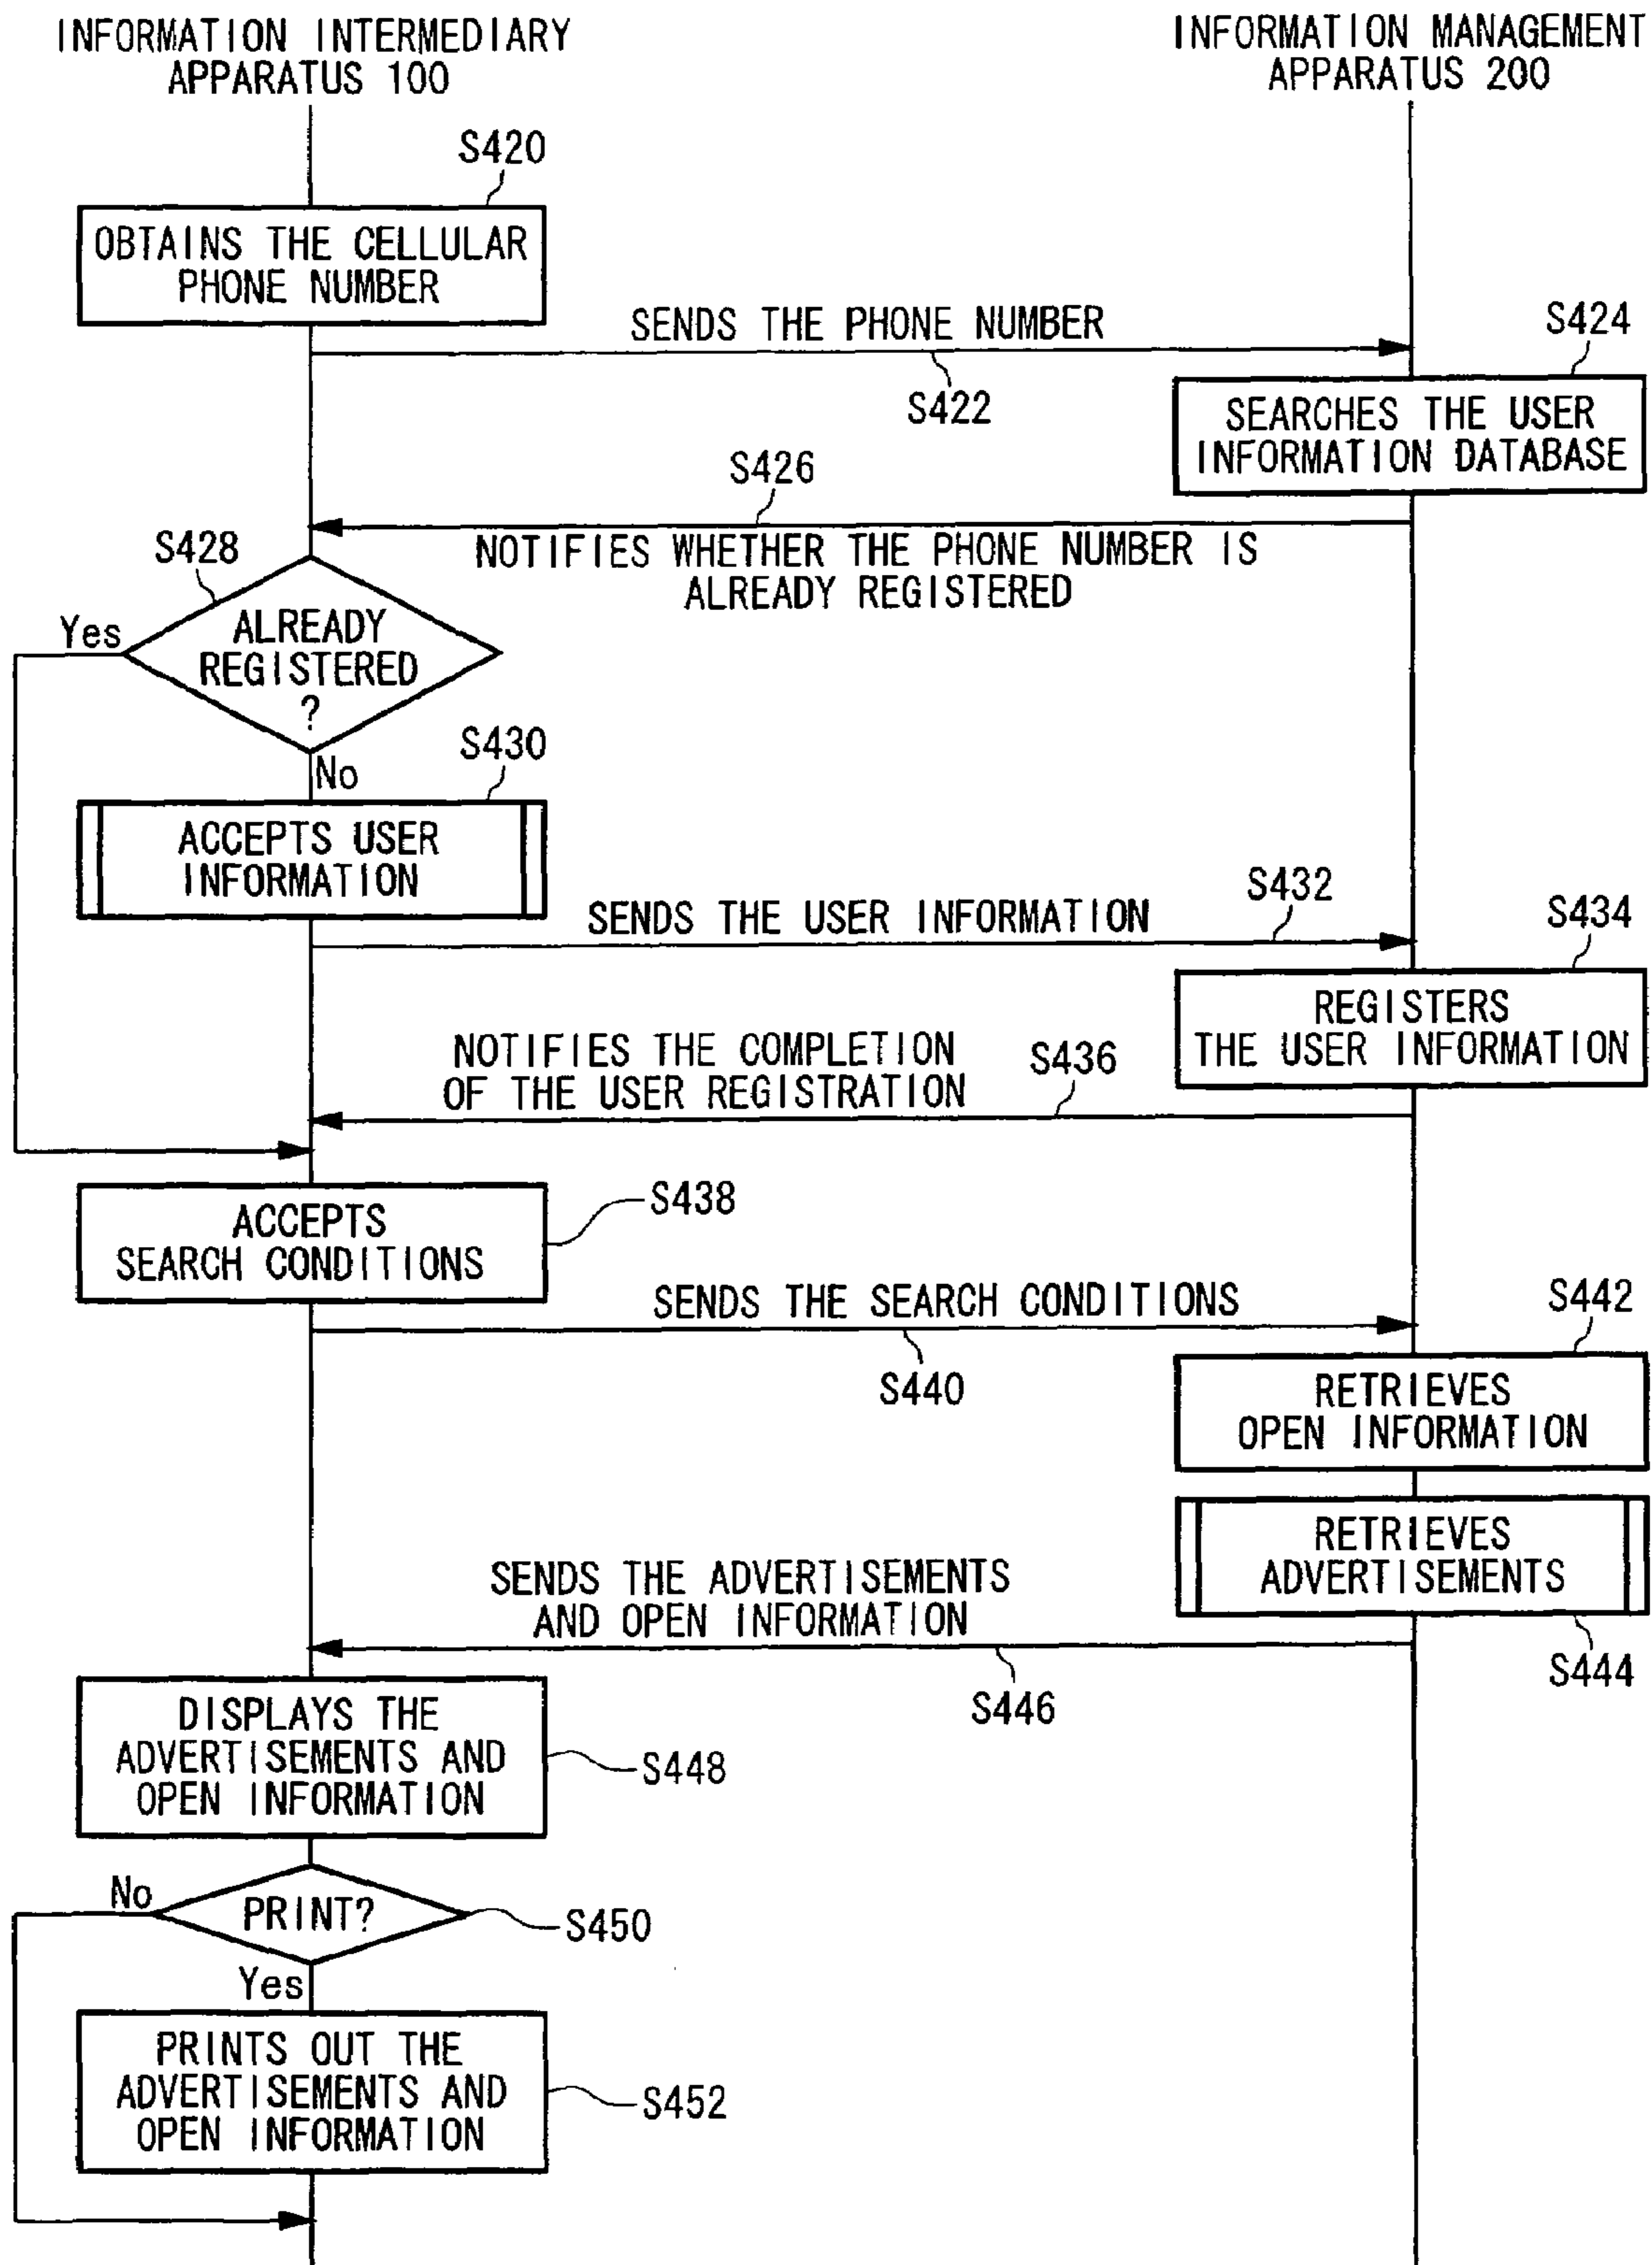 INFORMATION INTERMEDIARY
APPARATUS 100
INFORMATION MANAGEMENT
APPARATUS 200
S420
OBTAINS THE CELLULAR
PHONE NUMBER
SENDS THE PHONE NUMBER
S422
S424
SEARCHES THE USER
INFORMATION DATABASE
S426
NOTIFIES WHETHER THE PHONE NUMBER IS
ALREADY REGISTERED
S428
Yes
ALREADY
REGISTERED
?
No
S430
ACCEPTS USER
INFORMATION
SENDS THE USER INFORMATION
S432
S434
REGISTERS
THE USER INFORMATION
NOTIFIES THE COMPLETION
OF THE USER REGISTRATION
S436
ACCEPTS
SEARCH CONDITIONS
S438
SENDS THE SEARCH CONDITIONS
S440
S442
RETRIEVES
OPEN INFORMATION
RETRIEVES
ADVERTISEMENTS
S444
SENDS THE ADVERTISEMENTS
AND OPEN INFORMATION
S446
DISPLAYS THE
ADVERTISEMENTS AND
OPEN INFORMATION
S448
No
PRINT?
S450
Yes
PRINTS OUT THE
ADVERTISEMENTS AND
OPEN INFORMATION
S452